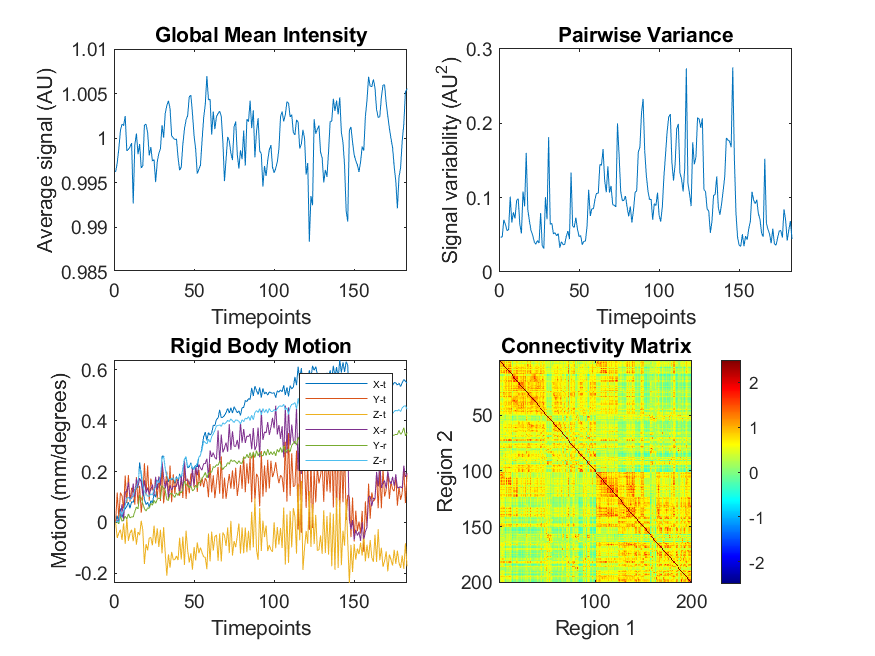 Global Mean Intensity
Average signal (AU)
1.01
1.005
1
0.995
0.99
0.985
0
50
100
150
Timepoints
Pairwise Variance
Signal variability (AU2)
0.3
0.2
0.1
0
0
50
100
150
Timepoints
Rigid Body Motion
Motion (mm/degrees)
0.6
0.4
0.2
0
-0.2
X-t
Y-t
Z-t
X-r
Y-r
Z-r
0
50
100
150
Timepoints
Connectivity Matrix
Region 2
50
100
150
200
100
200
Region 1
2
1
0
-1
-2